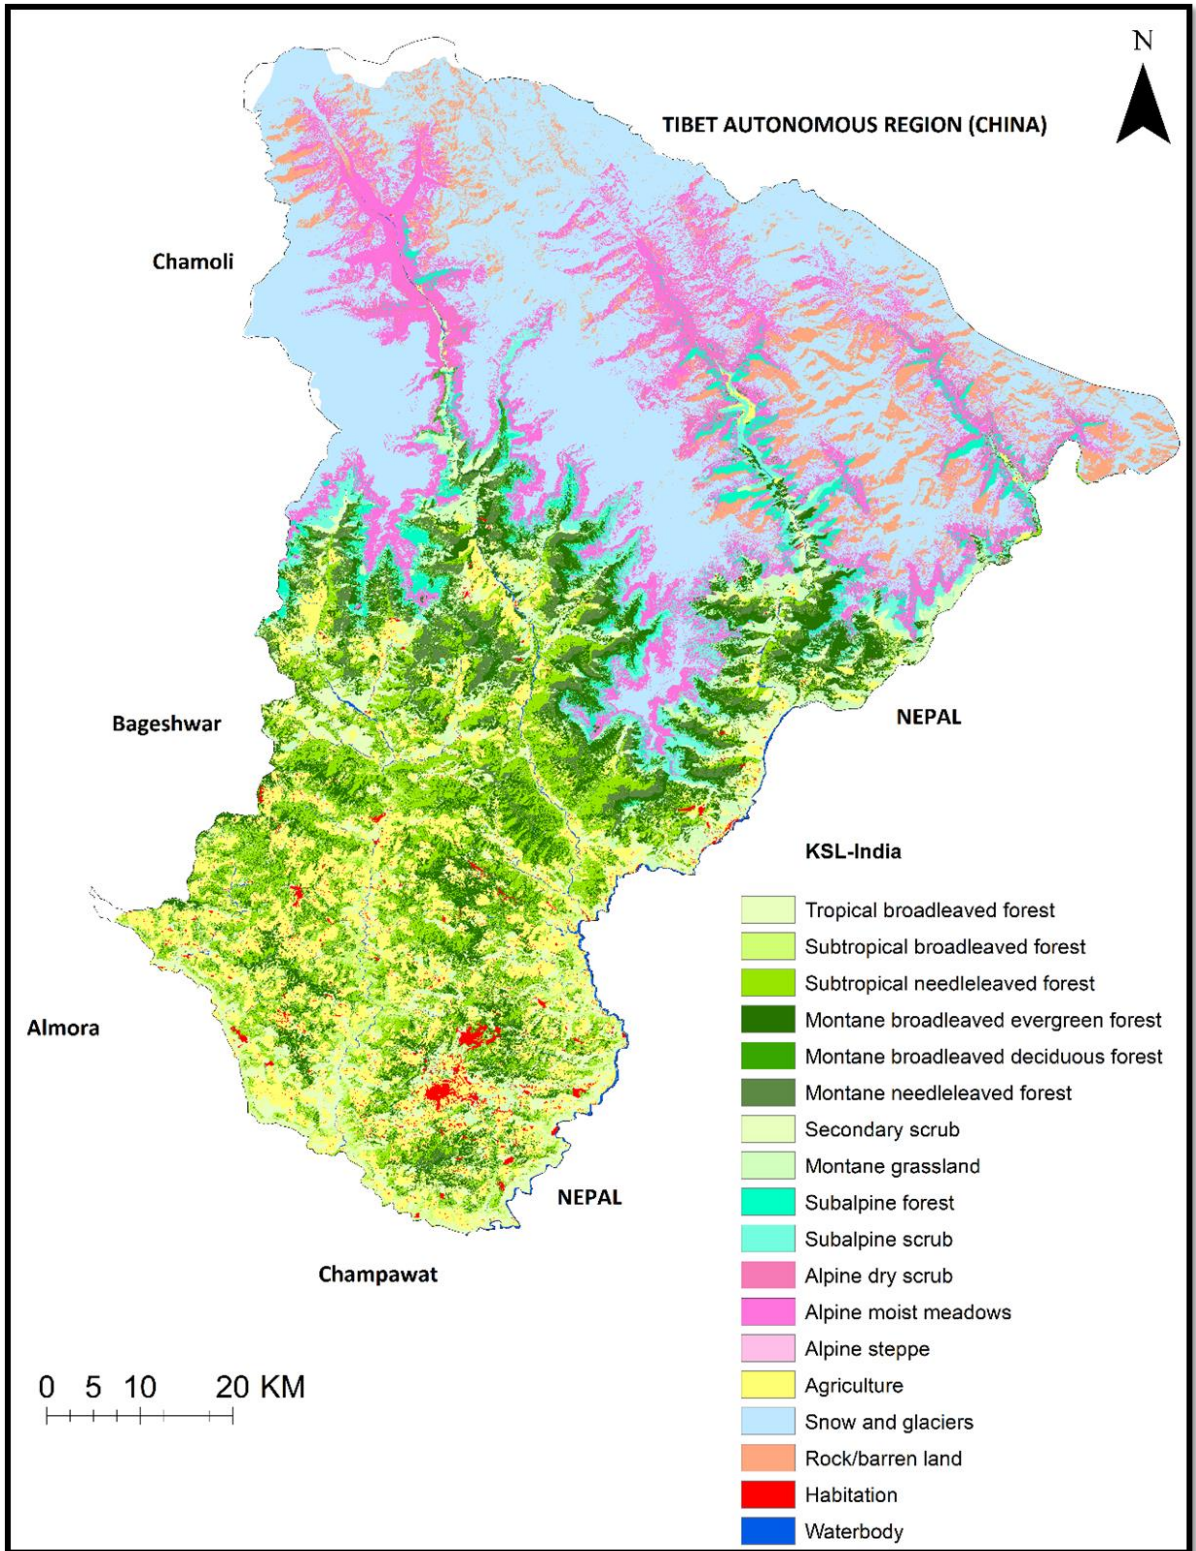 N
TIBET AUTONOMOUS REGION (CHINA)
Chamoli
Bageshwar
NEPAL
KSL-India
Tropical broadleaved forest
Subtropical broadleaved forest
Subtropical needleleaved forest
Montane broadleaved evergreen forest
Almora
Montane broadleaved deciduous forest
Montane needleleaved forest
Secondary scrub
Montane grassland
NEPAL
Subalpine forest
Subalpine scrub
Champawat
Alpine dry scrub
Alpine moist meadows
Alpine steppe
Agriculture
0 5 10 20 KM
Snow and glaciers
Rock/barren land
Habitation
Waterbody